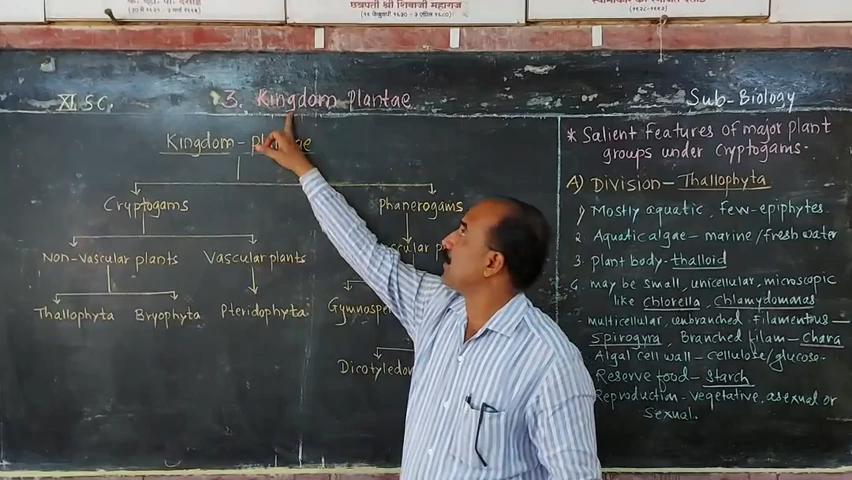 छत्रपती श्री शिवाजी महाराज
XI. SC.
3. Kingdom Plantae
Sub-Biology
Kingdom - Plantae
Cryptogams
Phanerogams
Non-Vascular plants
Vascular plants
Thallophyta
Bryophyta
Pteridophyta
* Salient features of major plant
groups under cryptogams.
A) Division - Thallophyta
1) Mostly aquatic, few-epiphytes.
2. Aquatic algae - marine/fresh water
3. plant body - thalloid
4. may be small, unicellular, microscopic
like chlorella, Chlamydomonas
multicellular, unbranched, filamentous -
Spirogyra, Branched filam - chara
Algal cell wall - cellulose/glucose.
Reserve food - starch
Reproduction - vegetative, asexual or
Sexual.